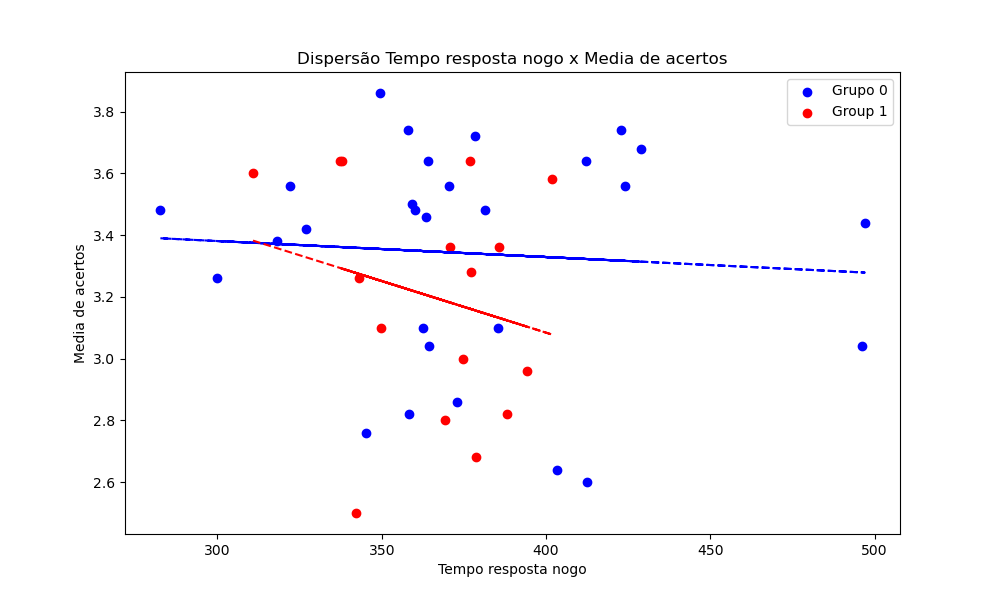 Dispersão Tempo resposta nogo x Media de acertos
Grupo 0
Group 1
Media de acertos
3.8
3.6
3.4
3.2
3.0
2.8
2.6
300
350
400
450
500
Tempo resposta nogo